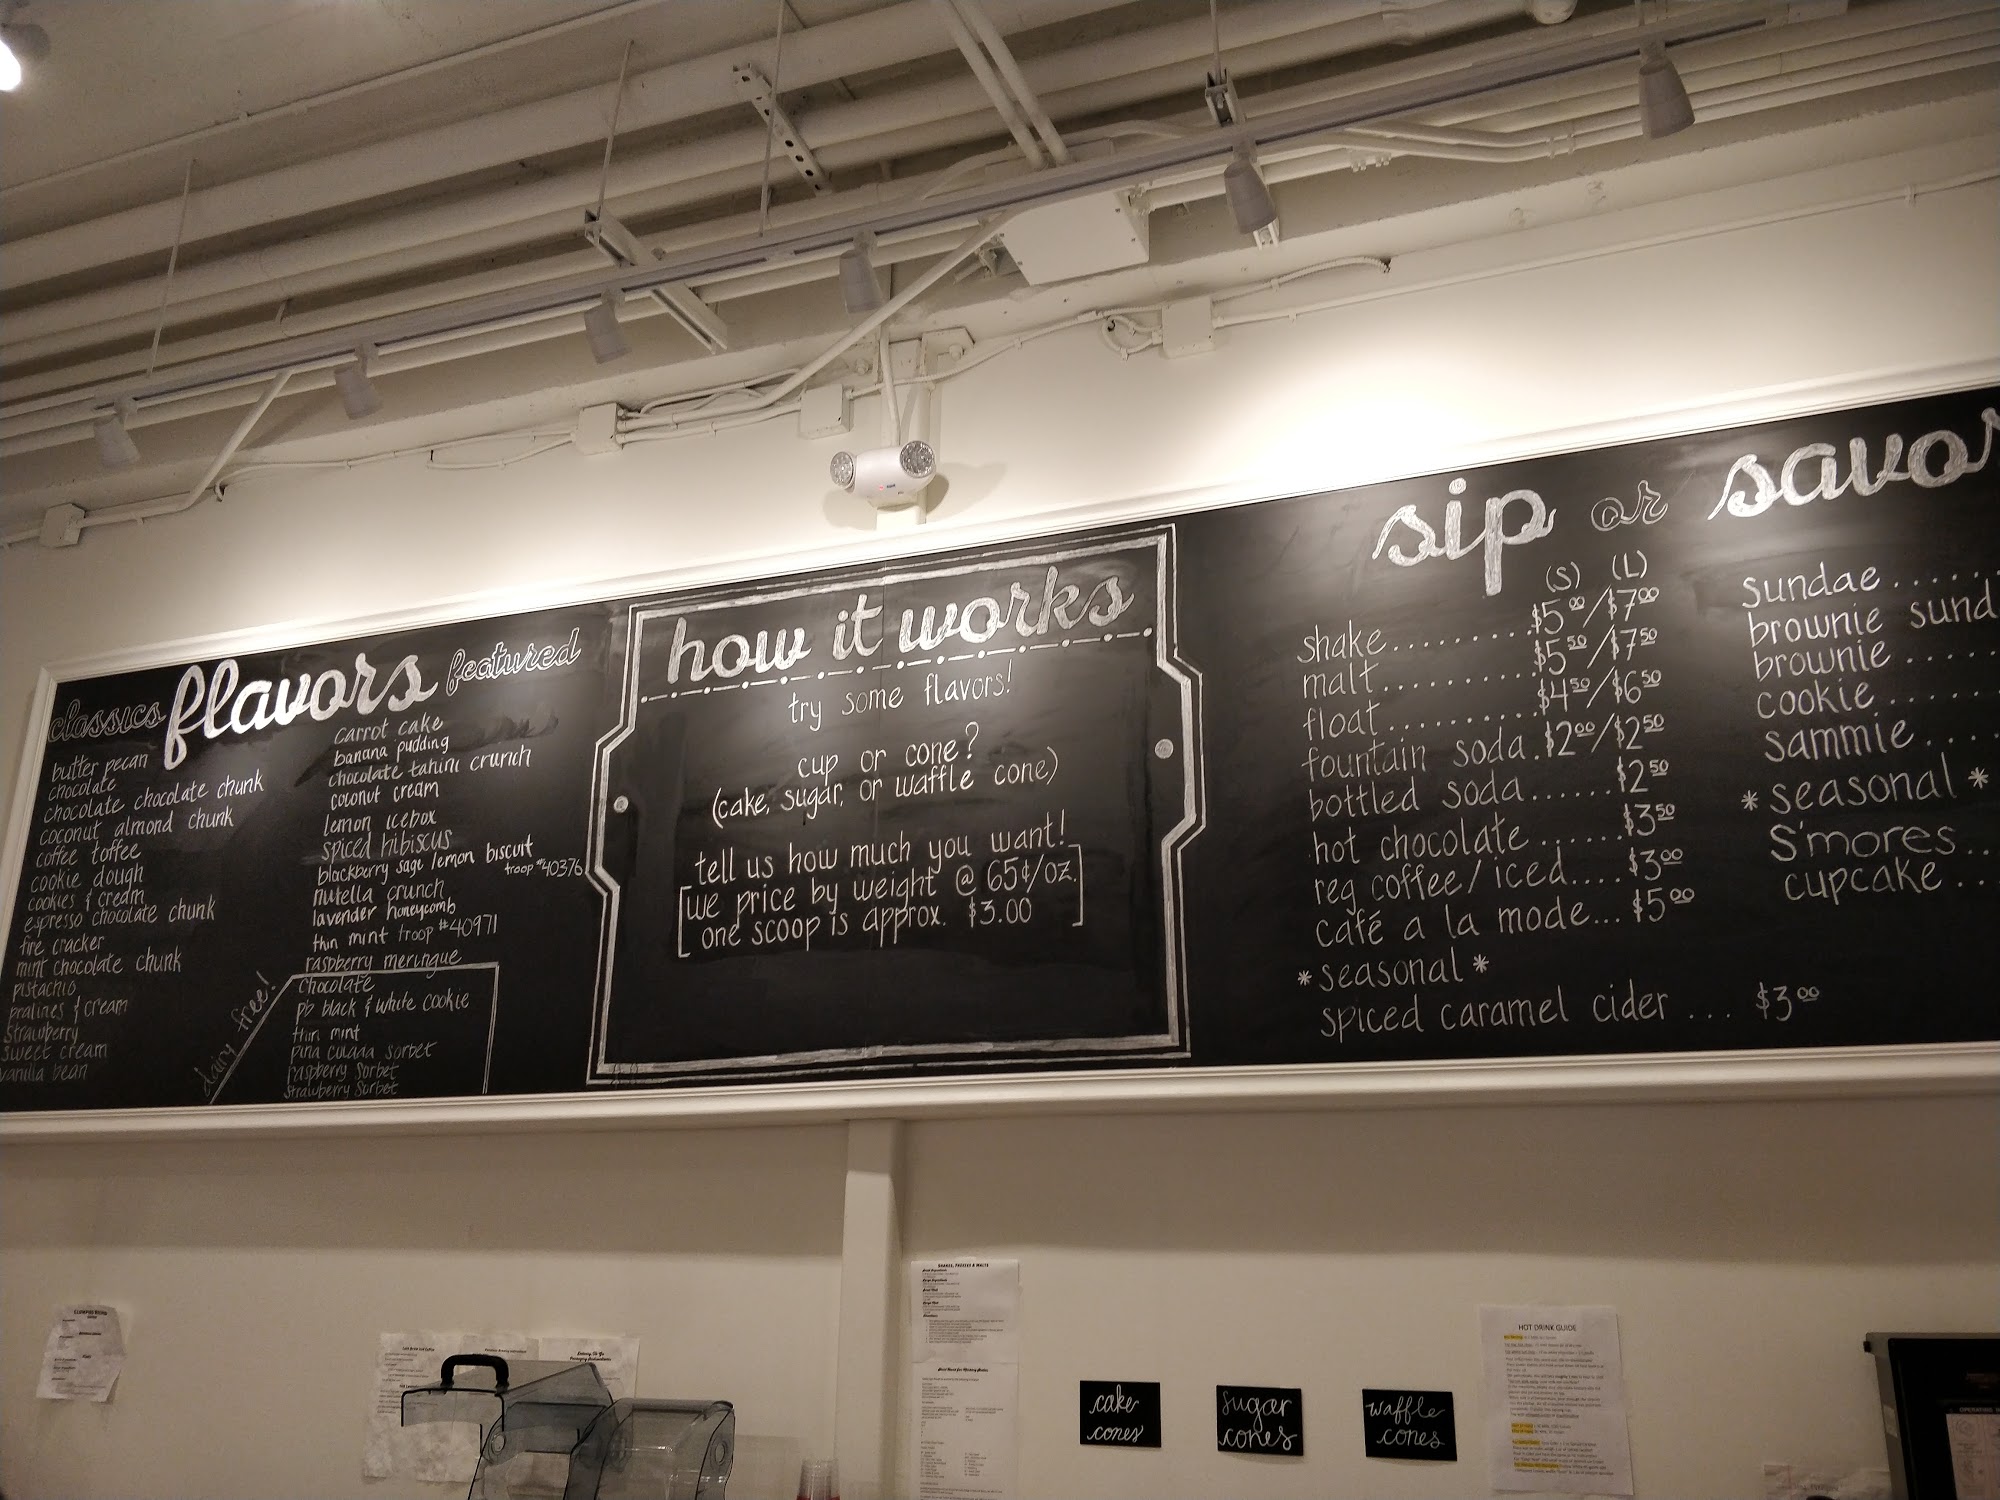 classics flavors featured
butter pecan
chocolate
chocolate chocolate chunk
coconut almond chunk
coffee toffee
cookie dough
cookies & cream
espresso chocolate chunk
fire cracker
mint chocolate chunk
pistachio
pralines & cream
strawberry
sweet cream
vanilla bean
carrot cake
banana pudding
chocolate tahini crunch
coconut cream
lemon icebox
spiced hibiscus
blackberry sage lemon biscuit
troop #40376
nutella crunch
lavender honeycomb
thin mint troop #40971
raspberry meringue
dairy free!
chocolate
pb black & white cookie
thin mint
pina colada sorbet
raspberry sorbet
strawberry sorbet
how it works
try some flavors!
cup or cone?
(cake, sugar, or waffle cone)
tell us how much you want!
[we price by weight @ 65¢/oz.
one scoop is approx. $3.00]
sip or savo
(S) (L)
shake.........$5.00/$7.00
malt..........$5.50/$7.50
float..........$4.50/$6.50
fountain soda.$2.00/$2.50
bottled soda......$2.50
hot chocolate......$3.50
reg coffee/iced....$3.00
café a la mode...$5.00
*seasonal*
spiced caramel cider ... $3.00
sundae......
brownie sund
brownie.....
cookie......
sammie....
*seasonal*
S'mores..
cupcake...
cake cones
sugar cones
waffle cones
SHAKES, FREEZES & MALTS
HOT DRINK GUIDE